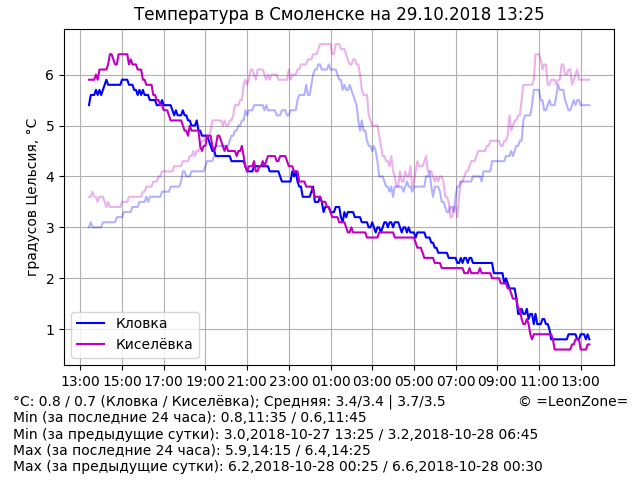 Температура в Смоленске на 29.10.2018 13:25
градусов Цельсия, °C
6
5
4
3
2
1
Кловка
Киселёвка
13:00 15:00 17:00 19:00 21:00 23:00 01:00 03:00 05:00 07:00 09:00 11:00 13:00
°C: 0.8 / 0.7 (Кловка / Киселёвка); Средняя: 3.4/3.4 | 3.7/3.5 © =LeonZone=
Min (за последние 24 часа): 0.8,11:35 / 0.6,11:45
Min (за предыдущие сутки): 3.0,2018-10-27 13:25 / 3.2,2018-10-28 06:45
Max (за последние 24 часа): 5.9,14:15 / 6.4,14:25
Max (за предыдущие сутки): 6.2,2018-10-28 00:25 / 6.6,2018-10-28 00:30